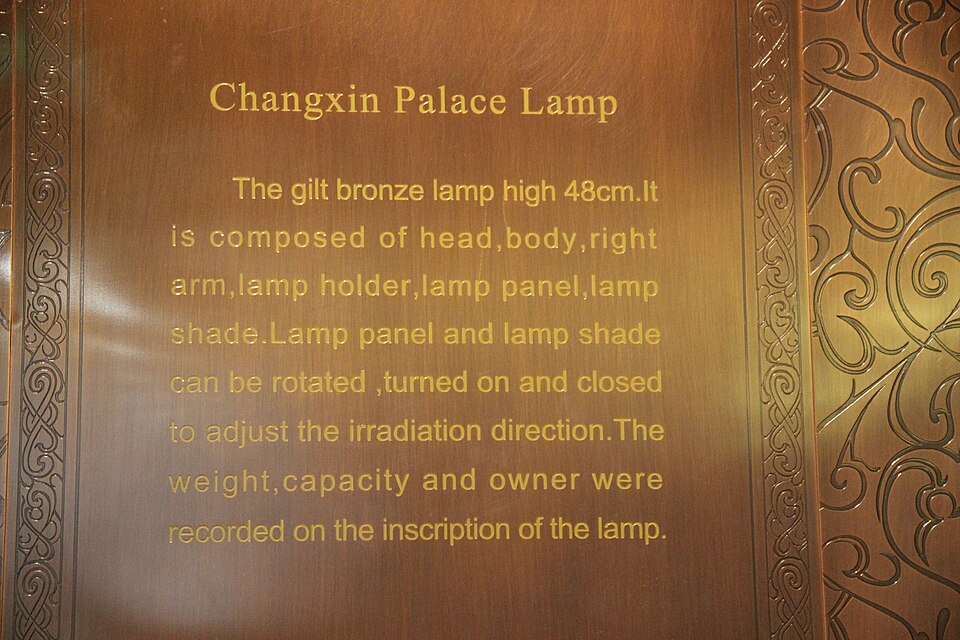 Changxin Palace Lamp
The gilt bronze lamp high 48cm.It
is composed of head,body,right
arm,lamp holder,lamp panel,lamp
shade.Lamp panel and lamp shade
can be rotated ,turned on and closed
to adjust the irradiation direction.The
weight,capacity and owner were
recorded on the inscription of the lamp.